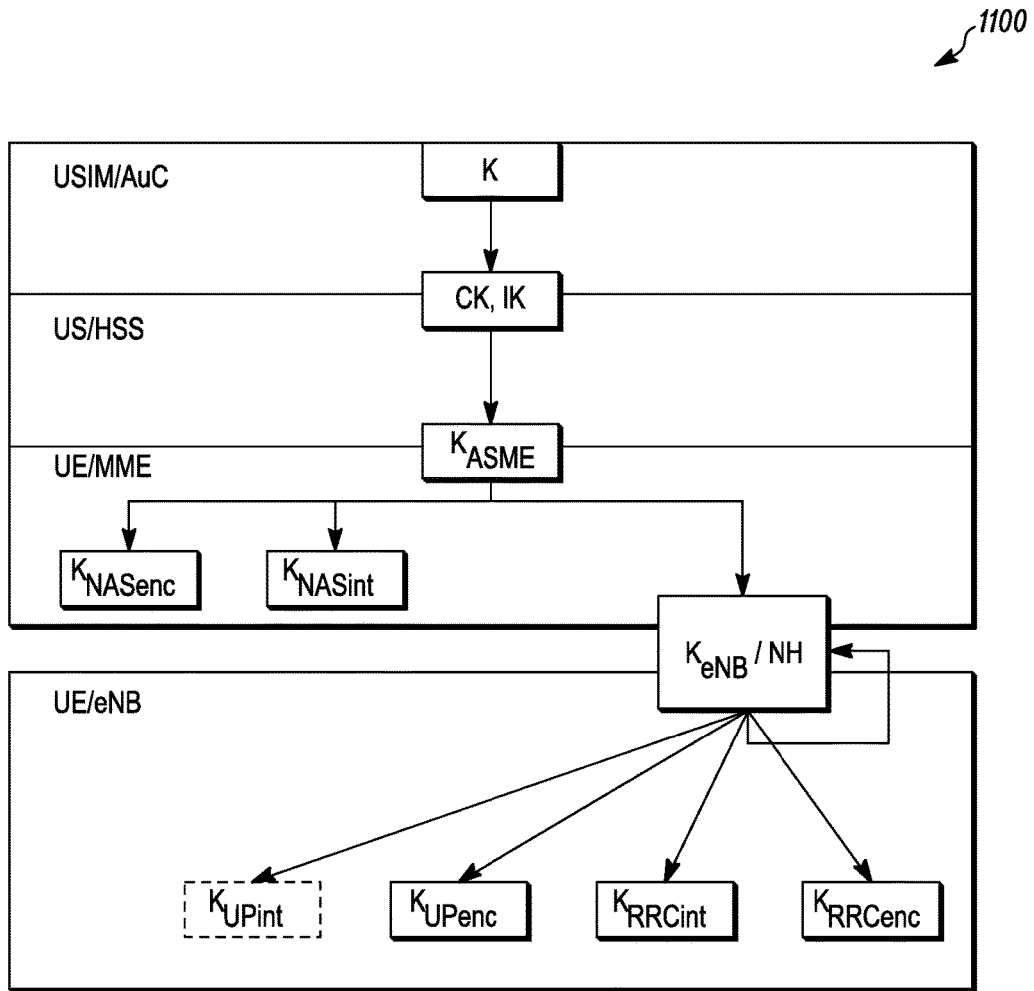 1100
USIM/AuC
K
CK, IK
US/HSS
KASME
UE/MME
KNASenc
KNASint
KeNB / NH
UE/eNB
KUPint
KUPenc
KRRCint
KRRCenc